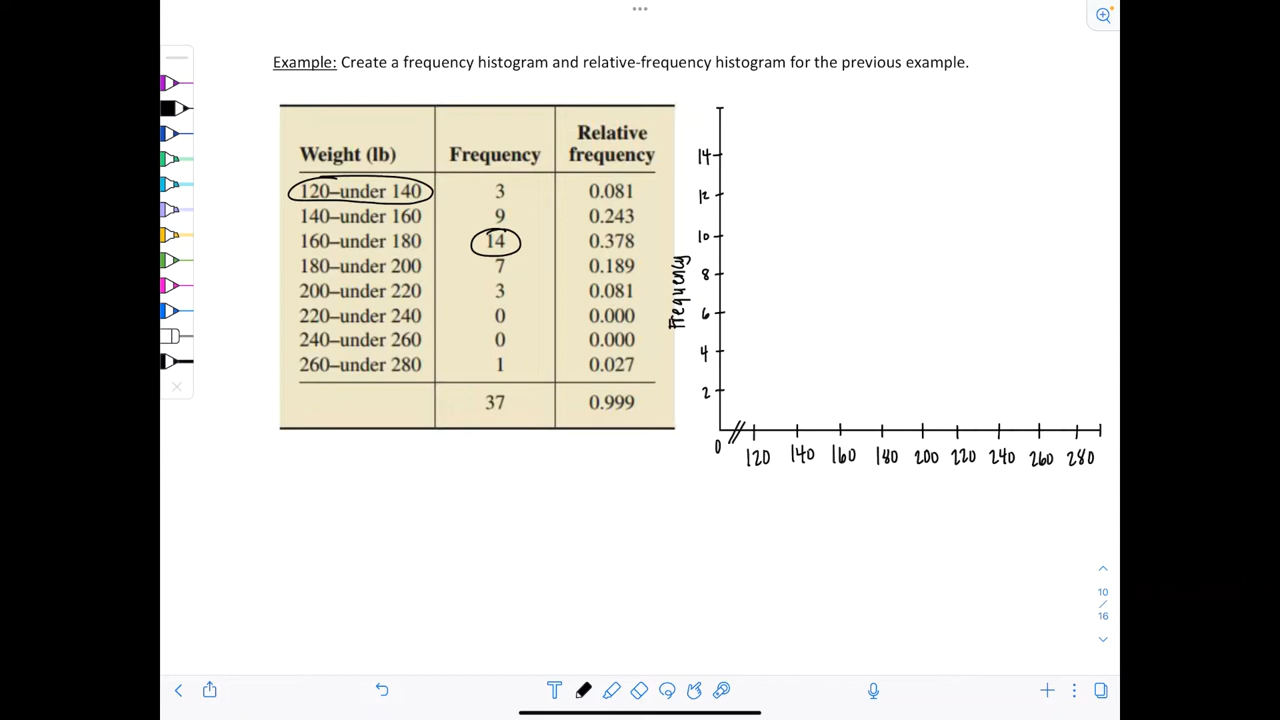 Example: Create a frequency histogram and relative-frequency histogram for the previous example.
Weight (lb) Frequency Relative frequency
120–under 140 3 0.081
140–under 160 9 0.243
160–under 180 14 0.378
180–under 200 7 0.189
200–under 220 3 0.081
220–under 240 0 0.000
240–under 260 0 0.000
260–under 280 1 0.027
37 0.999
Frequency
14
12
10
8
6
4
2
0 120 140 160 180 200 220 240 260 280
10
/
16
T